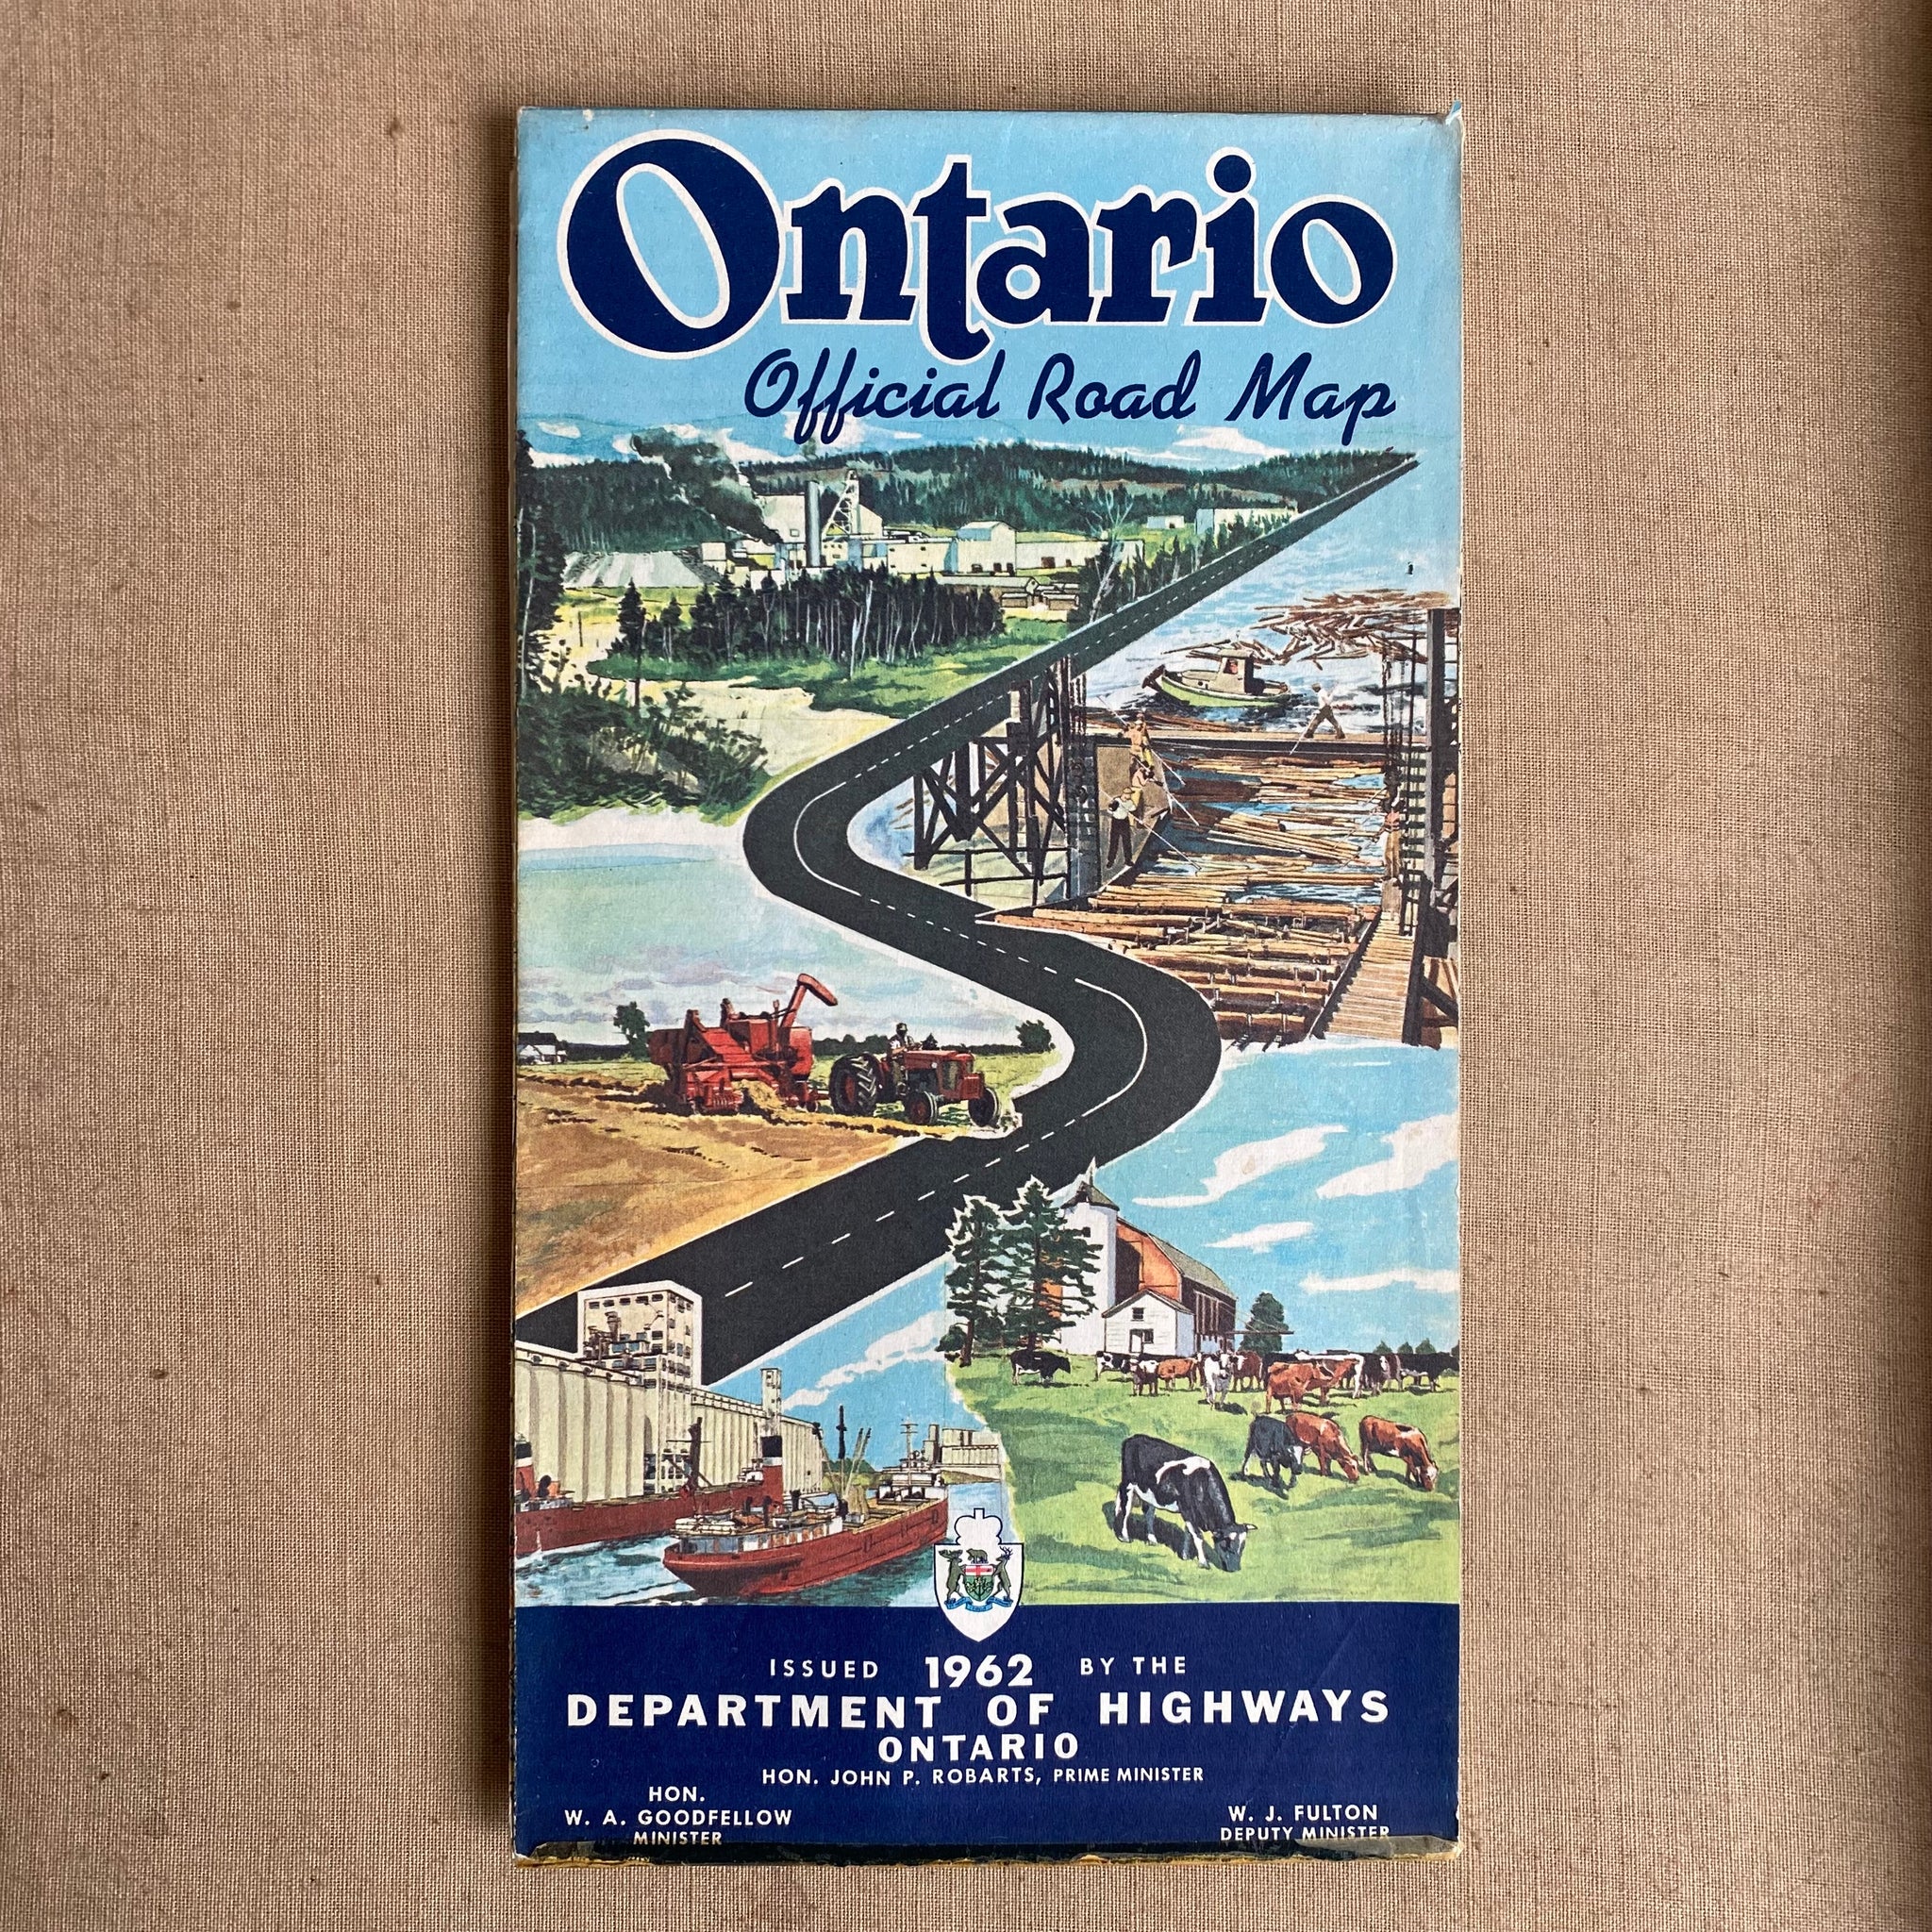 Ontario
Official Road Map
ISSUED 1962 BY THE
DEPARTMENT OF HIGHWAYS
ONTARIO
HON. JOHN P. ROBARTS, PRIME MINISTER
HON.
W. A. GOODFELLOW
MINISTER
W. J. FULTON
DEPUTY MINISTER